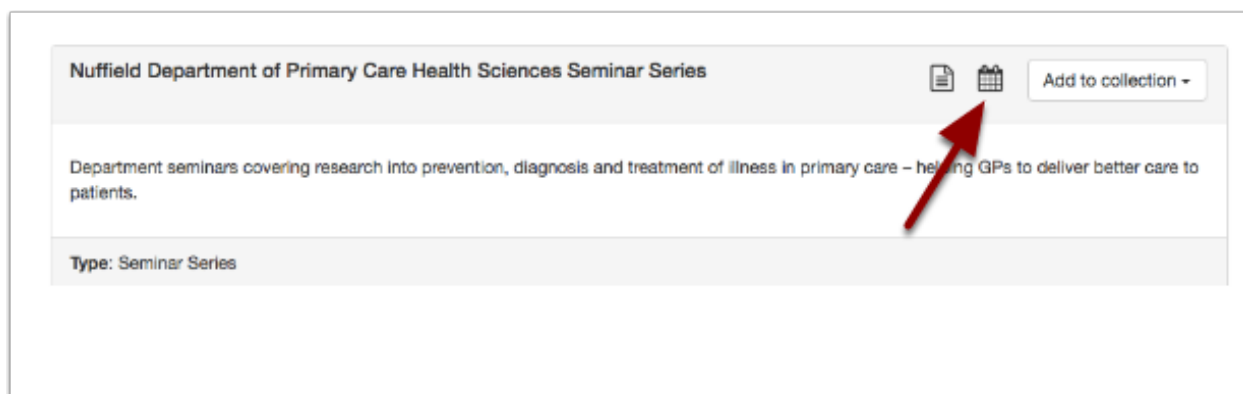 Nuffield Department of Primary Care Health Sciences Seminar Series
Add to collection
Department seminars covering research into prevention, diagnosis and treatment of illness in primary care – helping GPs to deliver better care to
patients.
Type: Seminar Series